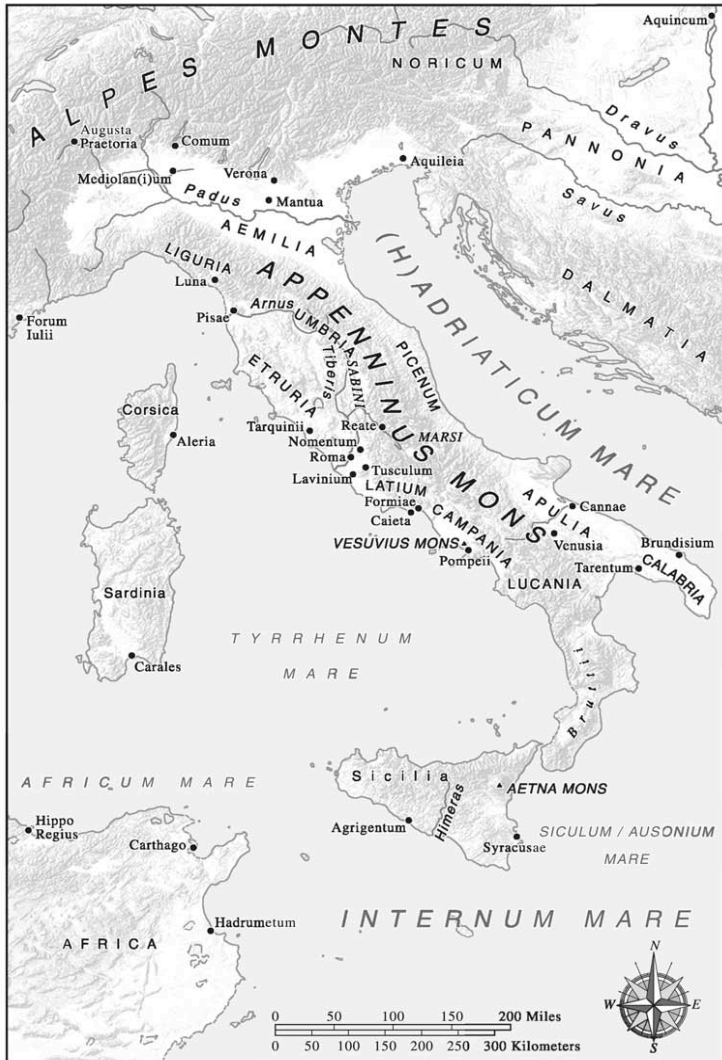 Aquincum
ALPES MONTES
NORICUM
Dravus
Augusta
Praetoria
Comum
PANNONIA
Aquileia
Mediolan(i)um
Verona
Savus
Padus
Mantua
AEMILIA
(H)ADRIATICUM MARE
DALMATIA
LIGURIA
APPENNINUS MONS
Luna
Arnus
Forum
Iulii
Pisae
UMBRIA
Tiberis
SABINI
PICENUM
ETRURIA
Corsica
Tarquinii
Reate
MARSI
Aleria
Nomentum
Roma
Tusculum
Lavinium
LATIUM
Formiae
Caieta
CAMPANIA
APULIA
Cannae
VESUVIUS MONS
Venusia
Brundisium
Pompeii
Tarentum
CALABRIA
LUCANIA
Sardinia
TYRRHENUM
MARE
Carales
Bruttii
AFRICUM MARE
Sicilia
AETNA MONS
Hippo
Regius
Himeras
Agrigentum
SICULUM / AUSONIUM
MARE
Carthago
Syracusae
INTERNUM MARE
Hadrumetum
AFRICA
N
W E
S
0 50 100 150 200 Miles
0 50 100 150 200 250 300 Kilometers